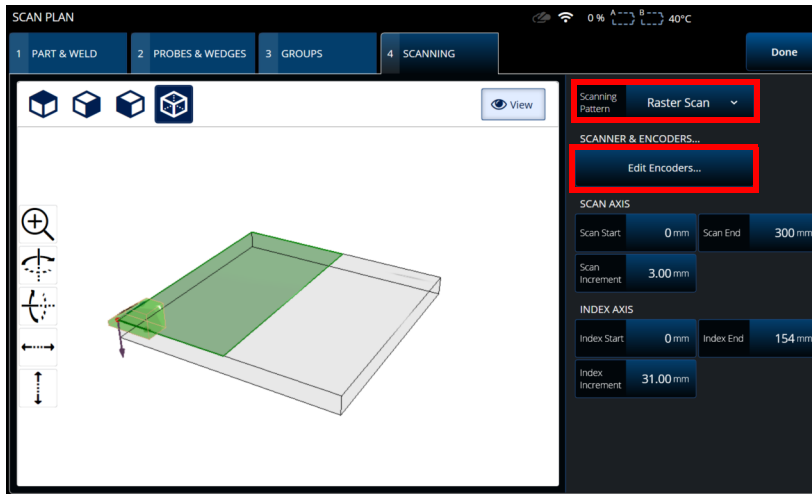 SCAN PLAN
0 % A B 40°C
1 PART & WELD 2 PROBES & WEDGES 3 GROUPS 4 SCANNING Done
View
Scanning Pattern Raster Scan
SCANNER & ENCODERS...
Edit Encoders...
SCAN AXIS
Scan Start 0 mm Scan End 300 mm
Scan Increment 3.00 mm
INDEX AXIS
Index Start 0 mm Index End 154 mm
Index Increment 31.00 mm